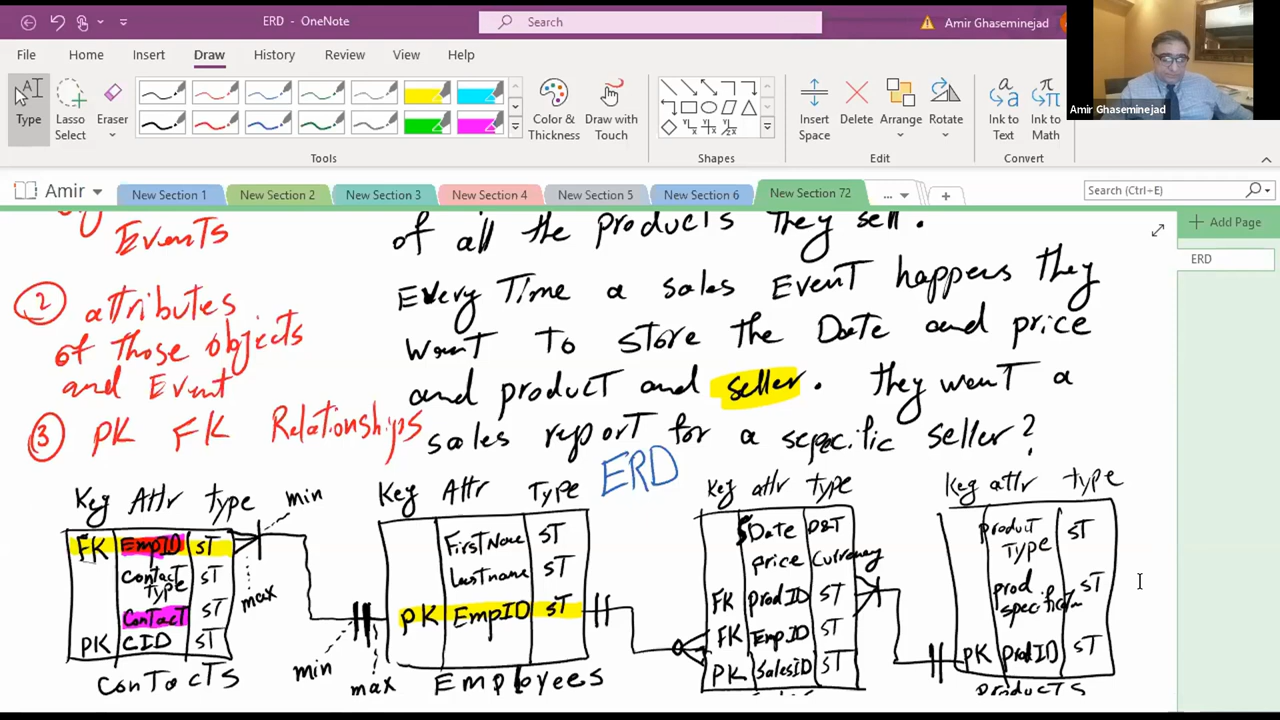 ERD - OneNote
Search
Amir Ghaseminejad
File
Home
Insert
Draw
History
Review
View
Help
Type
Lasso
Select
Eraser
Color &
Thickness
Draw with
Touch
Insert
Space
Delete
Arrange
Rotate
Ink to
Text
Ink to
Math
Tools
Shapes
Edit
Convert
Amir Ghaseminejad
Amir
New Section 1
New Section 2
New Section 3
New Section 4
New Section 5
New Section 6
New Section 72
...
Search (Ctrl+E)
Add Page
ERD
Events
② attributes
of those objects
and Event
③ PK FK Relationships
of all the products they sell.
Every Time a sales Event happens they
want to store the Date and price
and product and seller. they want a
sales report for a specific seller?
ERD
Key Attr type
min
FK EmpID ST
Contact type ST
Contact ST
PK CID ST
max
Contacts
min
max
Key Attr Type
FirstName ST
Lastname ST
PK EmpID ST
Employees
Key attr type
SDate D&T
price Currency
FK ProdID ST
FK EmpID ST
PK SalesID ST
Key attr type
product Type ST
prod ST
PK ProdID ST
products